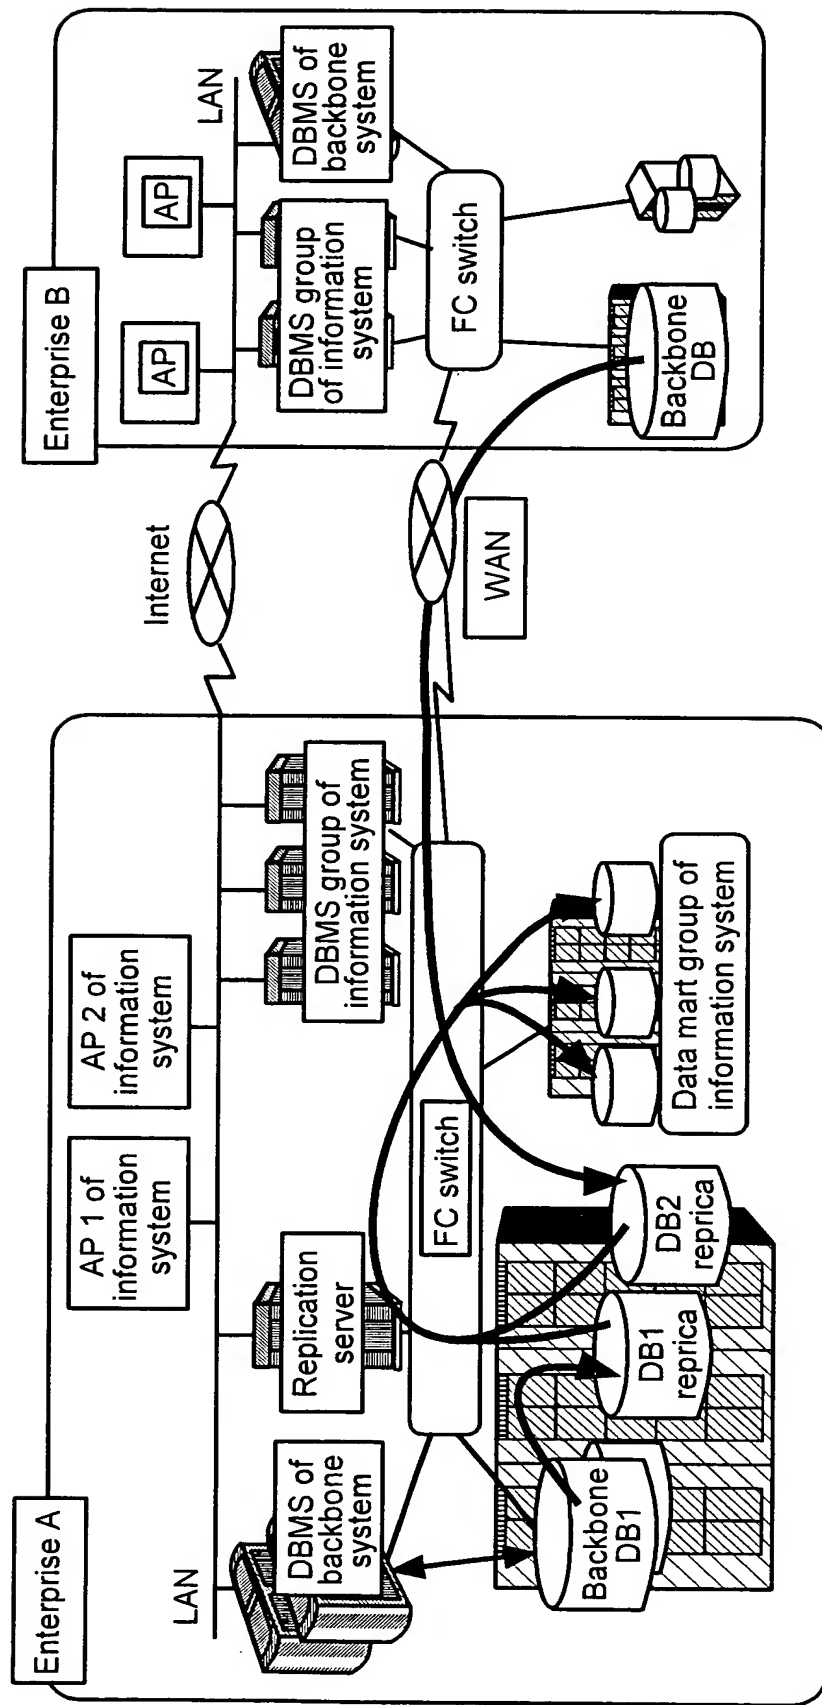 Enterprise A
LAN
DBMS of
backbone
system
Backbone
DB1
Replication
server
AP 1 of
information
system
AP 2 of
information
system
DBMS group of
information system
FC switch
DB1
reprica
DB2
reprica
Data mart group of
information system
Internet
WAN
Enterprise B
AP
AP
LAN
DBMS group
of information
system
DBMS of
backbone
system
FC switch
Backbone
DB